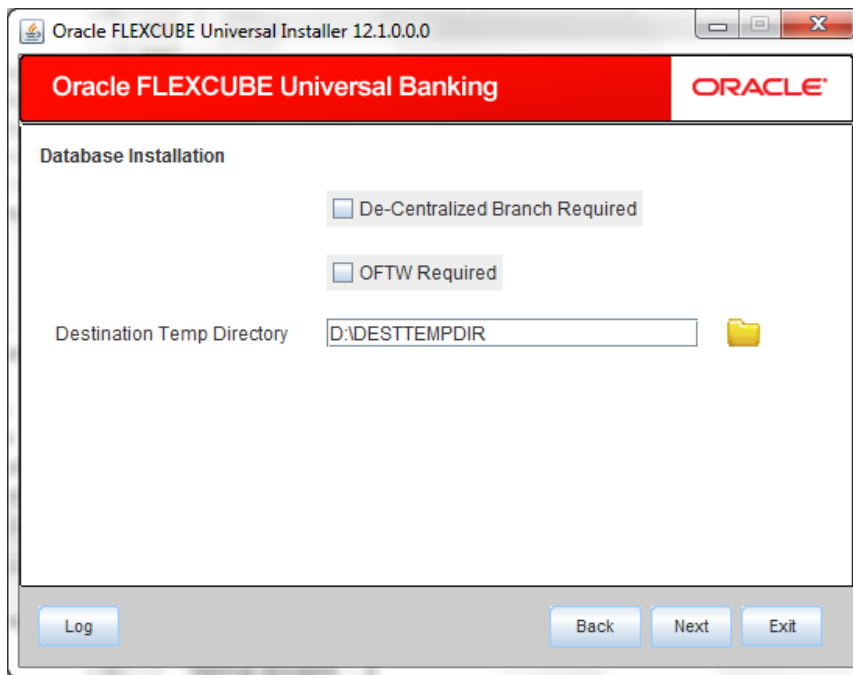 Oracle FLEXCUBE Universal Installer 12.1.0.0.0
Oracle FLEXCUBE Universal Banking
ORACLE®
Database Installation
De-Centralized Branch Required
OFTW Required
Destination Temp Directory D:\DESTTEMPDIR
Log Back Next Exit